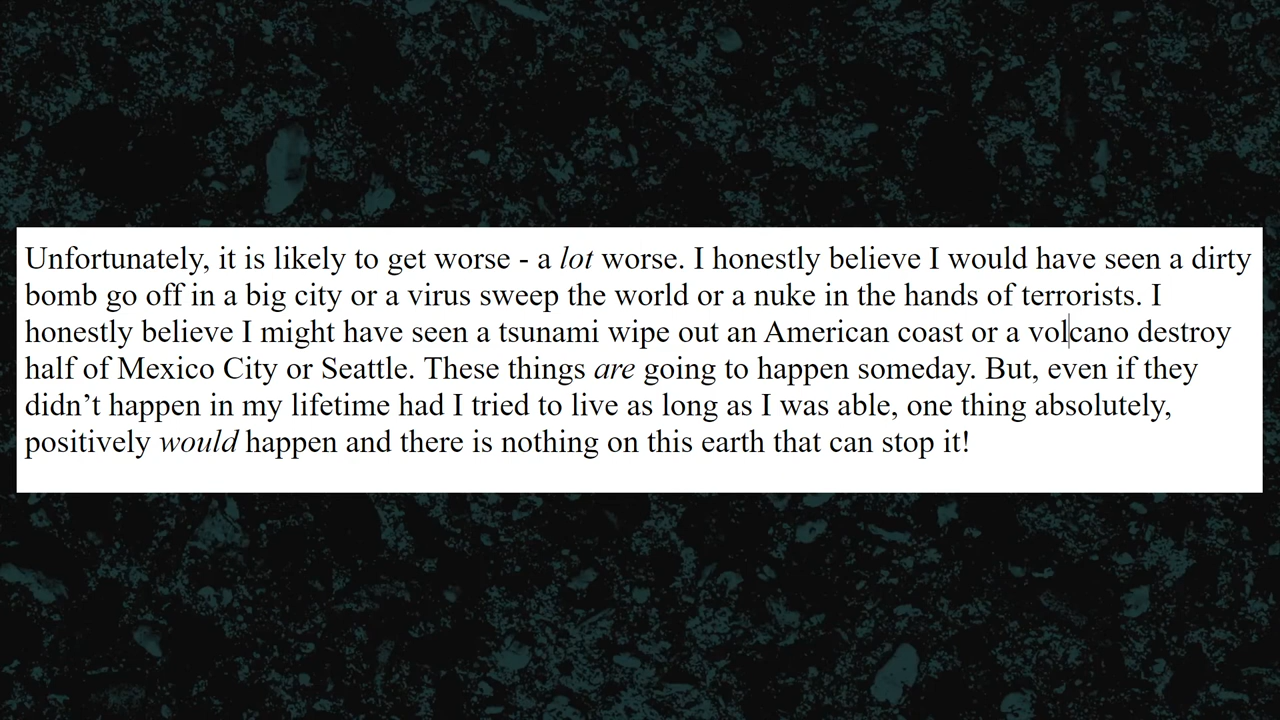 Unfortunately, it is likely to get worse - a lot worse. I honestly believe I would have seen a dirty
bomb go off in a big city or a virus sweep the world or a nuke in the hands of terrorists. I
honestly believe I might have seen a tsunami wipe out an American coast or a volcano destroy
half of Mexico City or Seattle. These things are going to happen someday. But, even if they
didn’t happen in my lifetime had I tried to live as long as I was able, one thing absolutely,
positively would happen and there is nothing on this earth that can stop it!